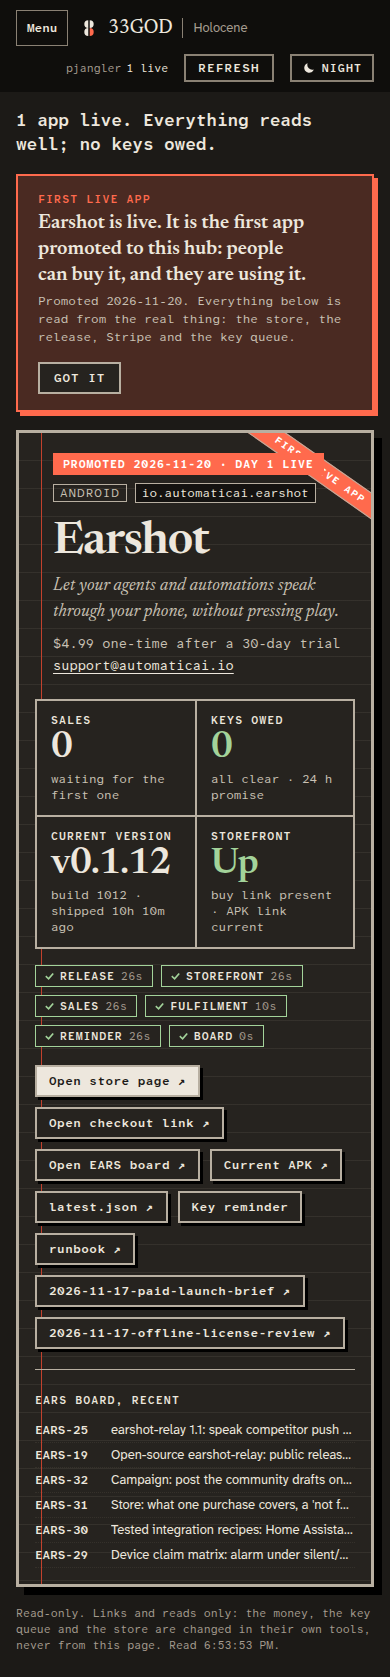 Menu
33GOD
Holocene
pjangler 1 live
REFRESH
NIGHT
1 app live. Everything reads
well; no keys owed.
FIRST LIVE APP
Earshot is live. It is the first app
promoted to this hub: people
can buy it, and they are using it.
Promoted 2026-11-20. Everything below is
read from the real thing: the store, the
release, Stripe and the key queue.
GOT IT
PROMOTED 2026-11-20 · DAY 1 LIVE
ANDROID
io.automaticai.earshot
Earshot
Let your agents and automations speak
through your phone, without pressing play.
$4.99 one-time after a 30-day trial
support@automaticai.io
SALES
0
waiting for the
first one
KEYS OWED
0
all clear · 24 h
promise
CURRENT VERSION
v0.1.12
build 1012 ·
shipped 10h 10m
ago
STOREFRONT
Up
buy link present
· APK link
current
✓ RELEASE 26s
✓ STOREFRONT 26s
✓ SALES 26s
✓ FULFILMENT 10s
✓ REMINDER 26s
✓ BOARD 0s
Open store page ↗
Open checkout link ↗
Open EARS board ↗
Current APK ↗
latest.json ↗
Key reminder
runbook ↗
2026-11-17-paid-launch-brief ↗
2026-11-17-offline-license-review ↗
EARS BOARD, RECENT
EARS-25 earshot-relay 1.1: speak competitor push ...
EARS-19 Open-source earshot-relay: public releas...
EARS-32 Campaign: post the community drafts on...
EARS-31 Store: what one purchase covers, a 'not f...
EARS-30 Tested integration recipes: Home Assista...
EARS-29 Device claim matrix: alarm under silent/...
Read-only. Links and reads only: the money, the key
queue and the store are changed in their own tools,
never from this page. Read 6:53:53 PM.